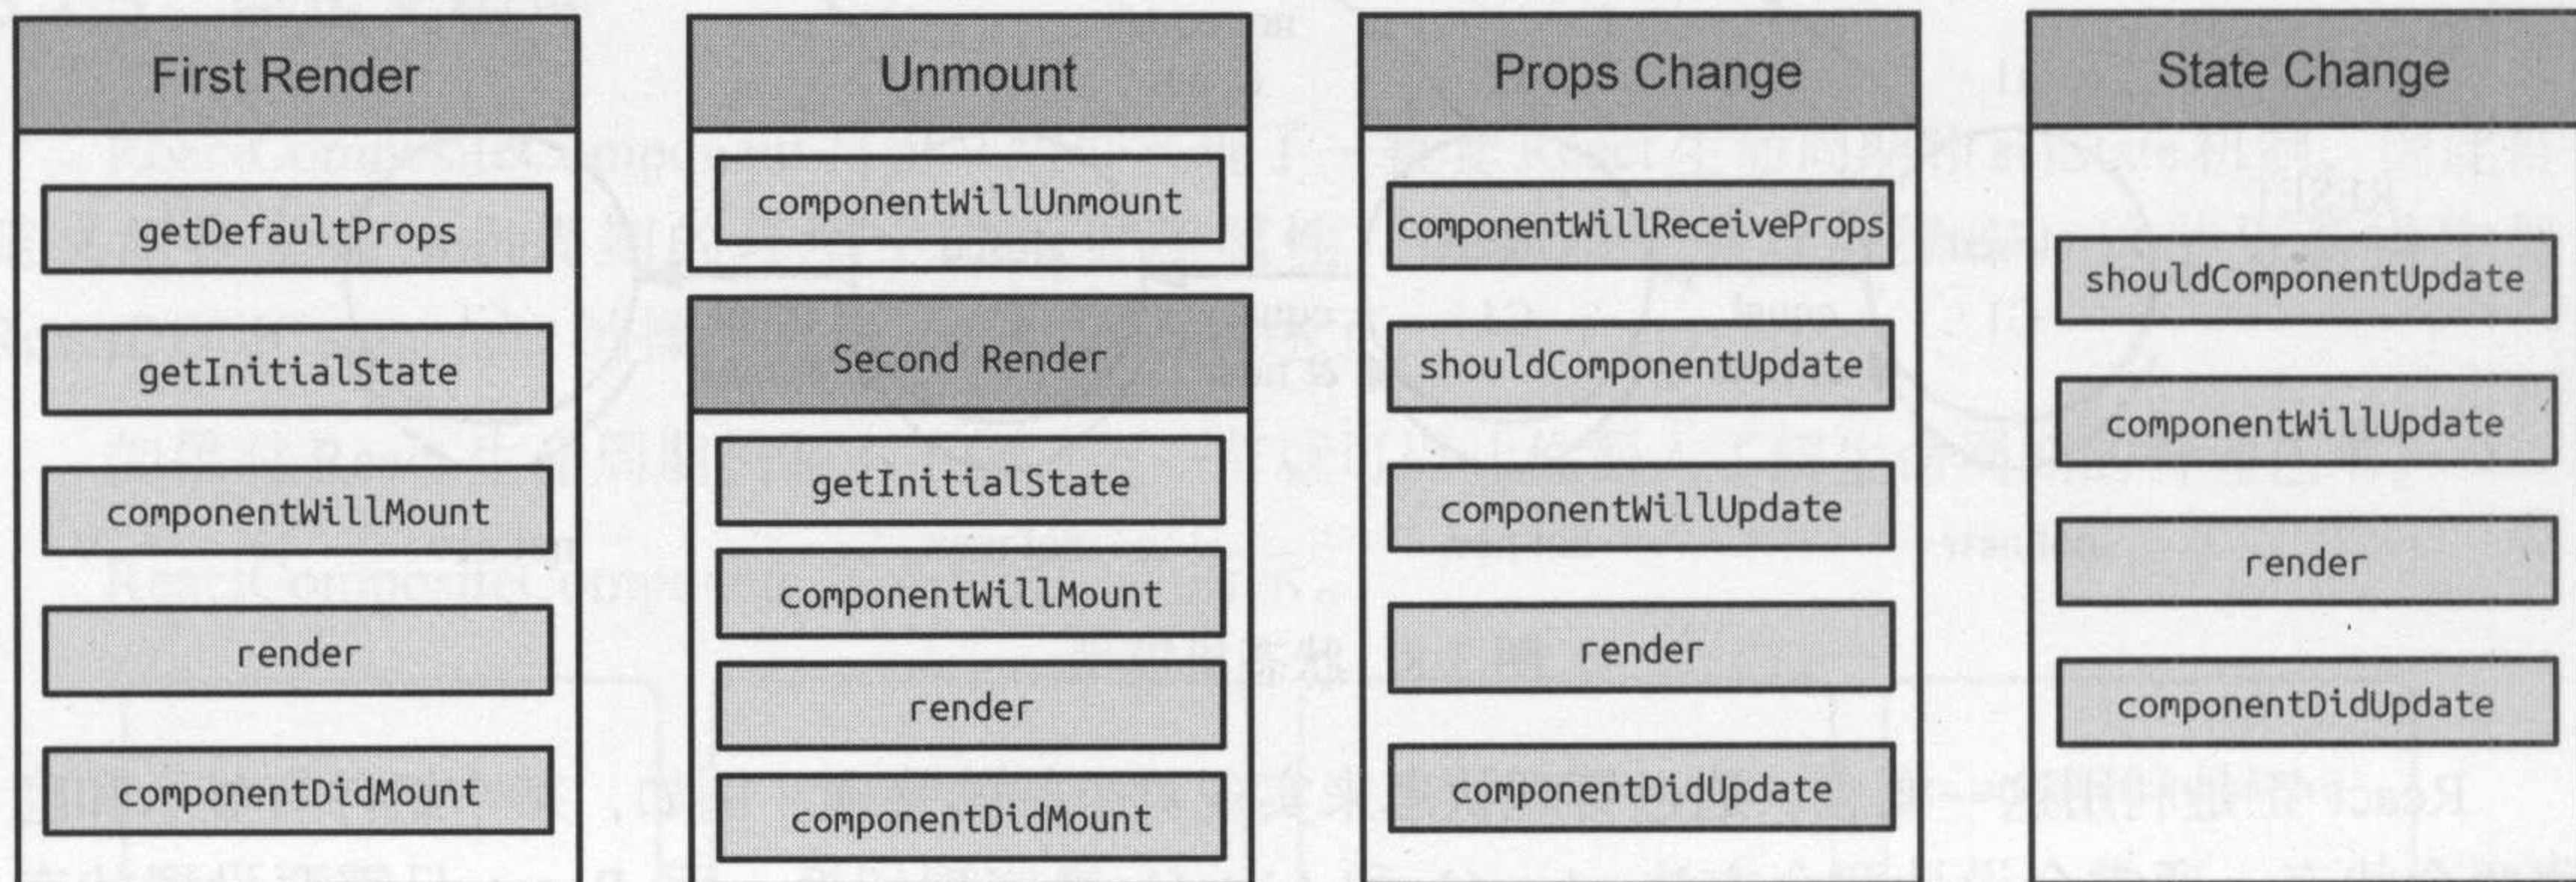 First Render
getDefaultProps
getInitialState
componentWillMount
render
componentDidMount
Unmount
componentWillUnmount
Second Render
getInitialState
componentWillMount
render
componentDidMount
Props Change
componentWillReceiveProps
shouldComponentUpdate
componentWillUpdate
render
componentDidUpdate
State Change
shouldComponentUpdate
componentWillUpdate
render
componentDidUpdate